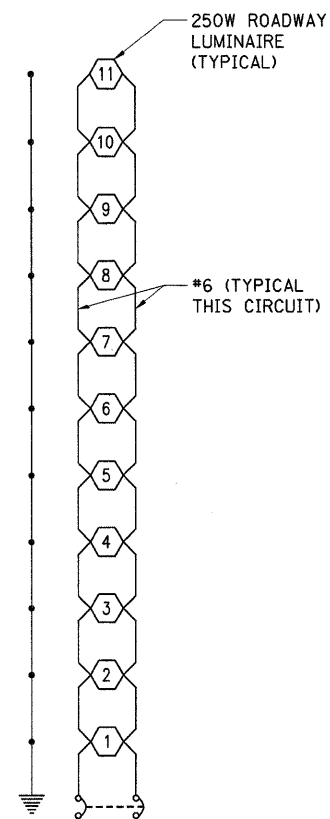 250W ROADWAY
LUMINAIRE
(TYPICAL)
11
10
9
8
#6 (TYPICAL
THIS CIRCUIT)
7
6
5
4
3
2
1